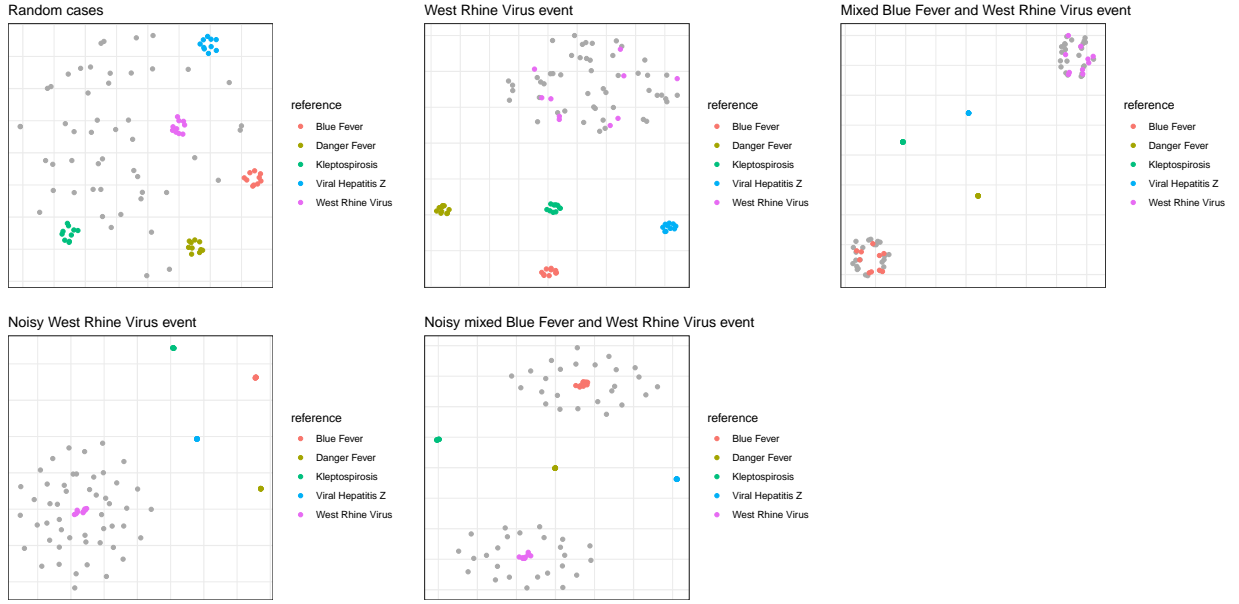 Random cases
reference
Blue Fever
Danger Fever
Kleptospirosis
Viral Hepatitis Z
West Rhine Virus
West Rhine Virus event
reference
Blue Fever
Danger Fever
Kleptospirosis
Viral Hepatitis Z
West Rhine Virus
Mixed Blue Fever and West Rhine Virus event
reference
Blue Fever
Danger Fever
Kleptospirosis
Viral Hepatitis Z
West Rhine Virus
Noisy West Rhine Virus event
reference
Blue Fever
Danger Fever
Kleptospirosis
Viral Hepatitis Z
West Rhine Virus
Noisy mixed Blue Fever and West Rhine Virus event
reference
Blue Fever
Danger Fever
Kleptospirosis
Viral Hepatitis Z
West Rhine Virus